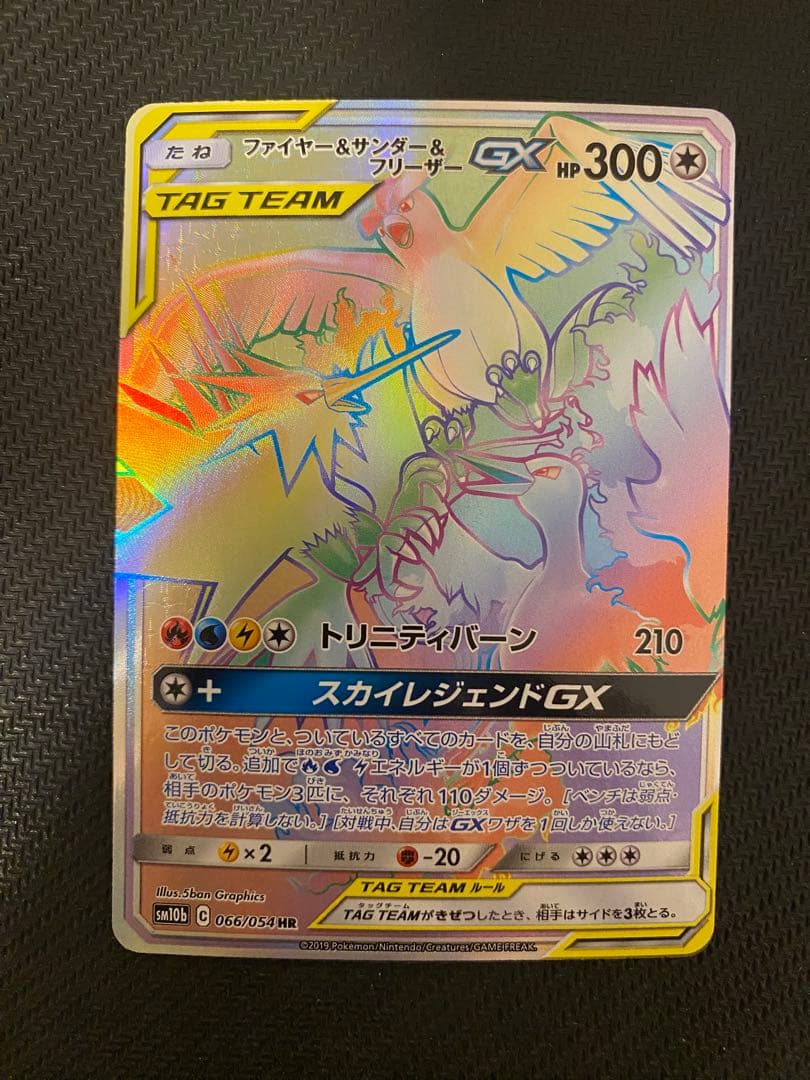 たね
ファイヤー&サンダー&
フリーザー GX HP 300
TAG TEAM
トリニティバーン 210
+ スカイレジェンドGX
このポケモンと、ついているすべてのカードを、自分の山札にもど
して切る。追加でエネルギーが1個ずつついているなら、
相手のポケモン3匹に、それぞれ110ダメージ。[ベンチは弱点・
抵抗力を計算しない。][対戦中、自分はGXワザを1回しか使えない。]
弱点 ×2 抵抗力 -20 にげる
TAG TEAM ルール
TAG TEAMがきぜつしたとき、相手はサイドを3枚とる。
Illus.5ban Graphics
sm10b C 066/054 HR
©2019 Pokémon/Nintendo/Creatures/GAME FREAK.